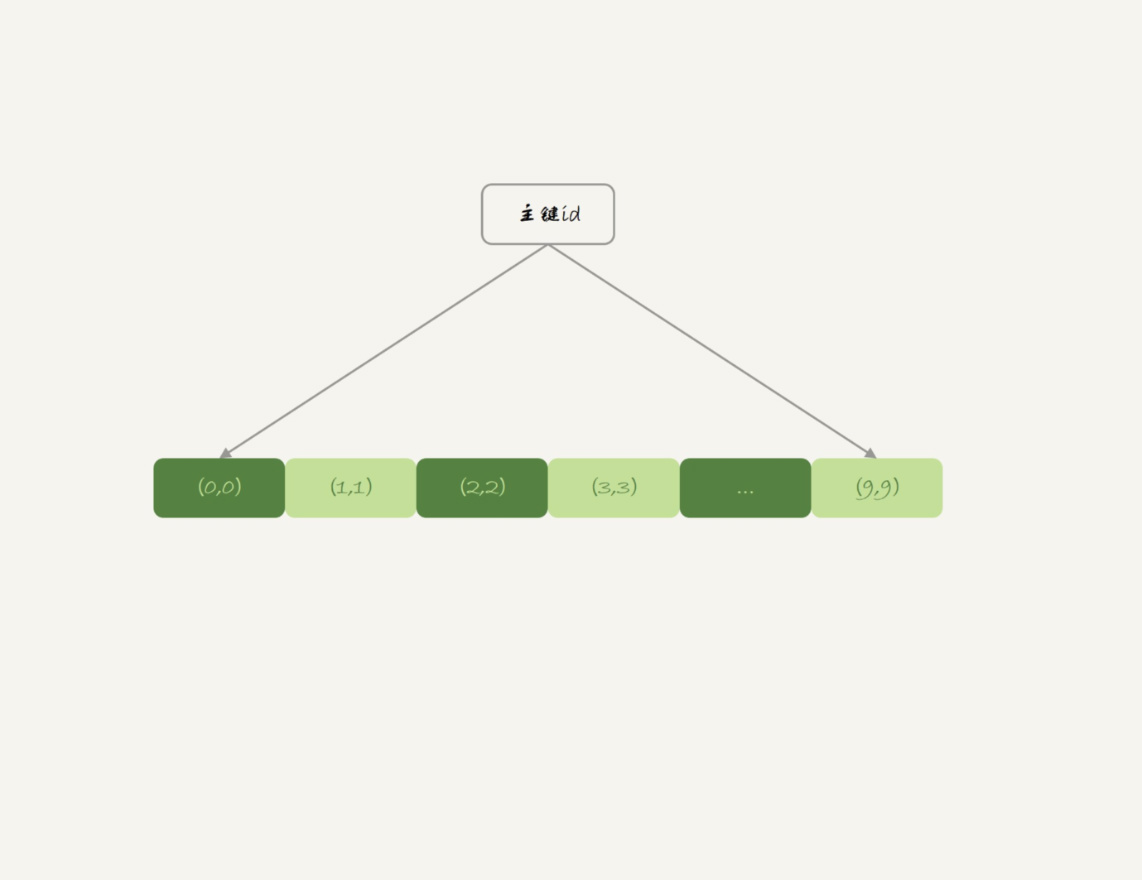 主键id
(0,0) (1,1) (2,2) (3,3) ... (9,9)